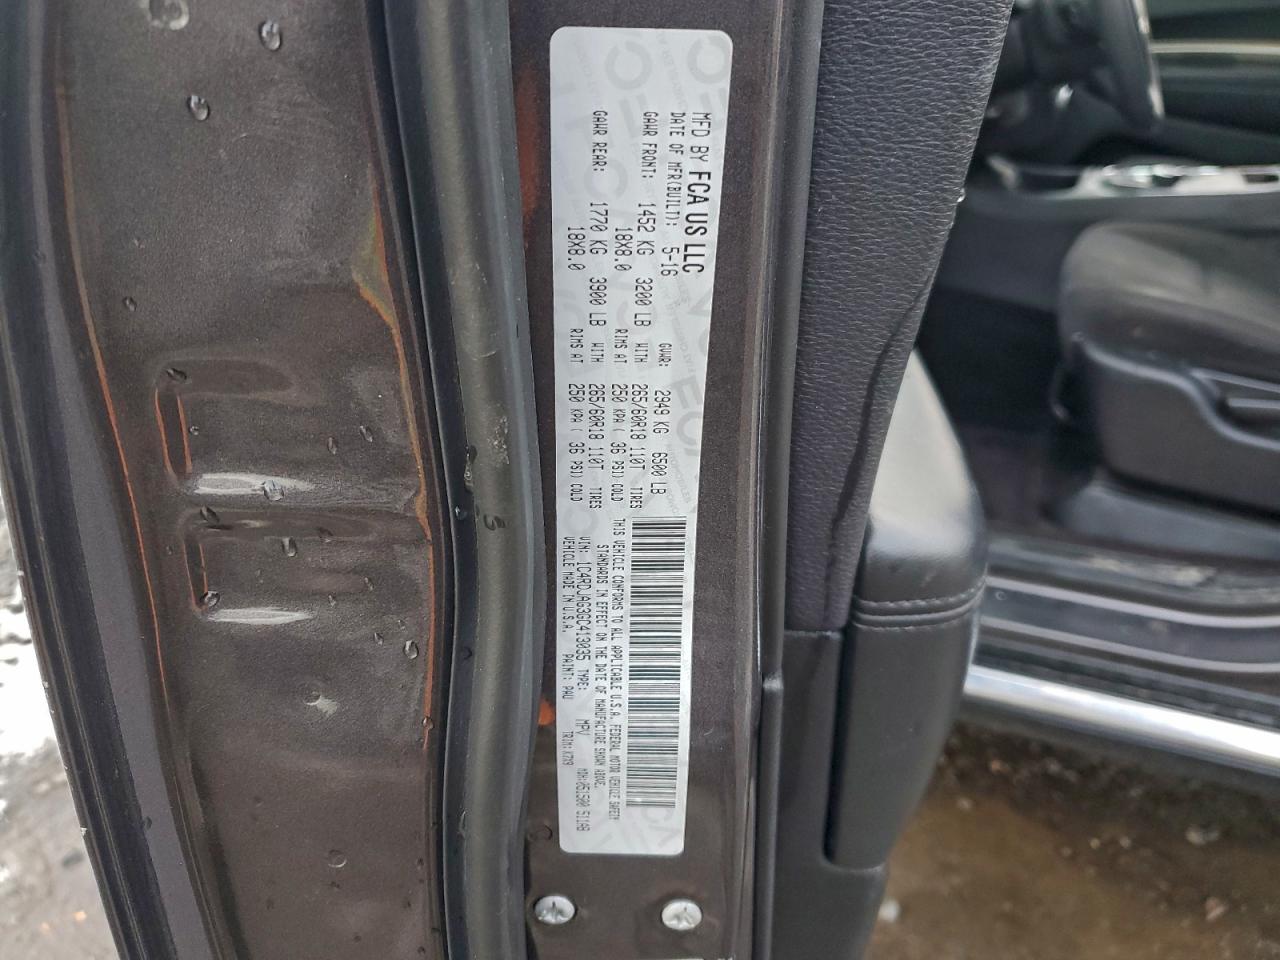 MFD BY FCA US LLC
DATE OF MFR(BUILT): 5-16 GVWR: 2949 KG 6500 LB
GAWR FRONT: 1452 KG 3200 LB WITH 265/60R18 110T TIRES
18X8.0 RIMS AT 250 KPA ( 36 PSI) COLD
GAWR REAR: 1770 KG 3900 LB WITH 265/60R18 110T TIRES
18X8.0 RIMS AT 250 KPA ( 36 PSI) COLD
THIS VEHICLE CONFORMS TO ALL APPLICABLE U.S.A. FEDERAL MOTOR VEHICLE SAFETY
STANDARDS IN EFFECT ON THE DATE OF MANUFACTURE SHOWN ABOVE.
VIN: 1C4RDJAG3GC413035 TYPE: MPV
VEHICLE MADE IN U.S.A. PAINT: PAU TRIM: X7X9